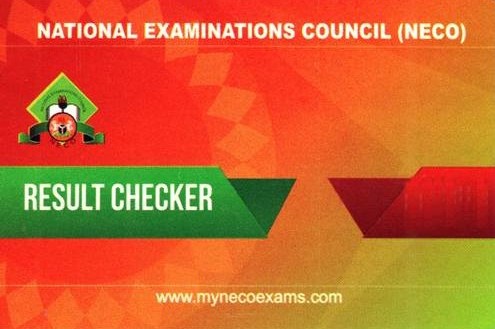 NATIONAL EXAMINATIONS COUNCIL (NECO)
RESULT CHECKER
www.mynecoexams.com